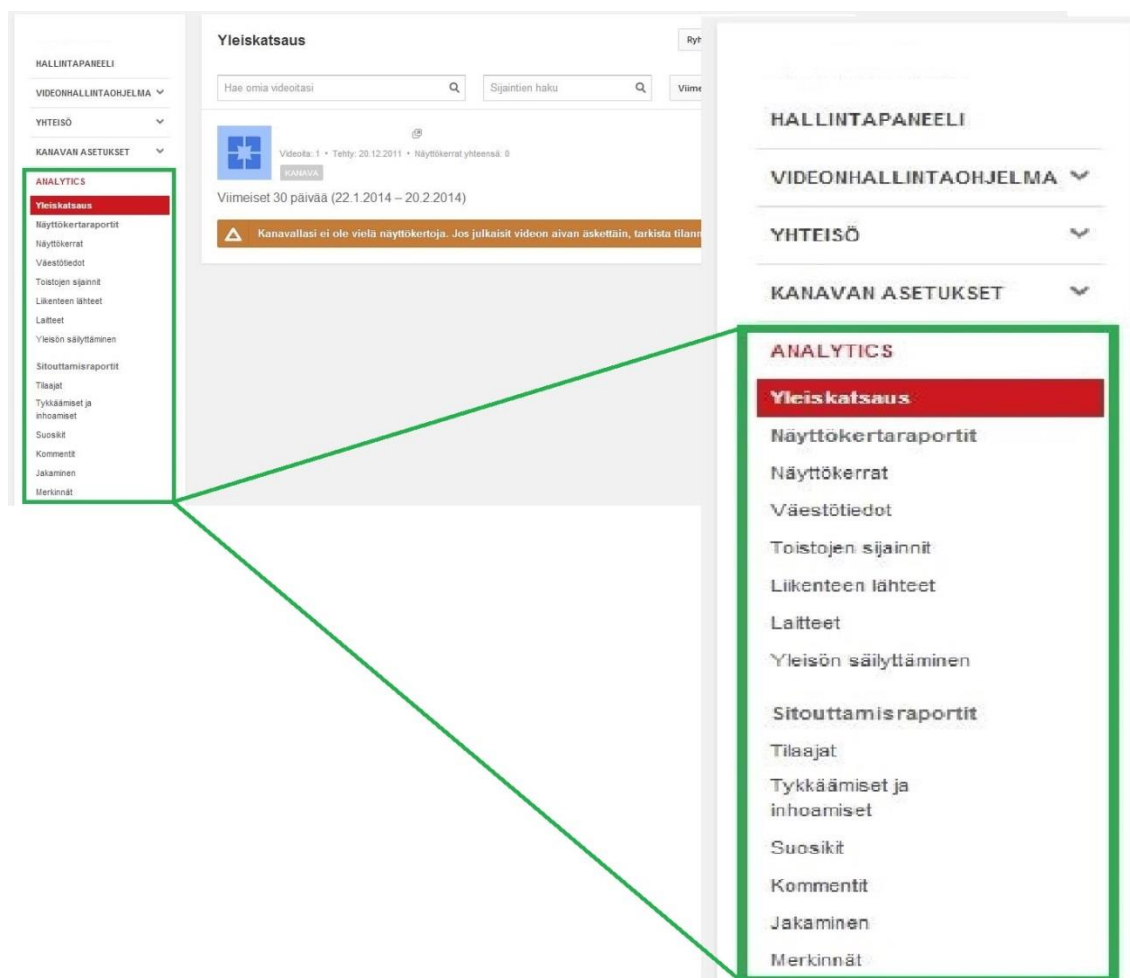 HALLINTAPANEELI
VIDEONHALLINTAOHJELMA
YHTEISÖ
KANAVAN ASETUKSET
ANALYTICS
Yleiskatsaus
Näyttökertaraportit
Näyttökerrat
Väestötiedot
Toistojen sijainnit
Liikenteen lähteet
Laitteet
Yleisön säilyttäminen
Sitouttamisraportit
Tilaajat
Tykkäämiset ja
inhoamiset
Suosikit
Kommentit
Jakaminen
Merkinnät
Yleiskatsaus
Ryh
Hae omia videoitasi
Sijaintien haku
Viime
Videoita: 1 • Tehty: 20.12.2011 • Näyttökerrat yhteensä: 0
KANAVA
Viimeiset 30 päivää (22.1.2014 – 20.2.2014)
Kanavallasi ei ole vielä näyttökertoja. Jos julkaisit videon aivan äskettäin, tarkista tilann
HALLINTAPANEELI
VIDEONHALLINTAOHJELMA
YHTEISÖ
KANAVAN ASETUKSET
ANALYTICS
Yleiskatsaus
Näyttökertaraportit
Näyttökerrat
Väestötiedot
Toistojen sijainnit
Liikenteen lähteet
Laitteet
Yleisön säilyttäminen
Sitouttamisraportit
Tilaajat
Tykkäämiset ja
inhoamiset
Suosikit
Kommentit
Jakaminen
Merkinnät